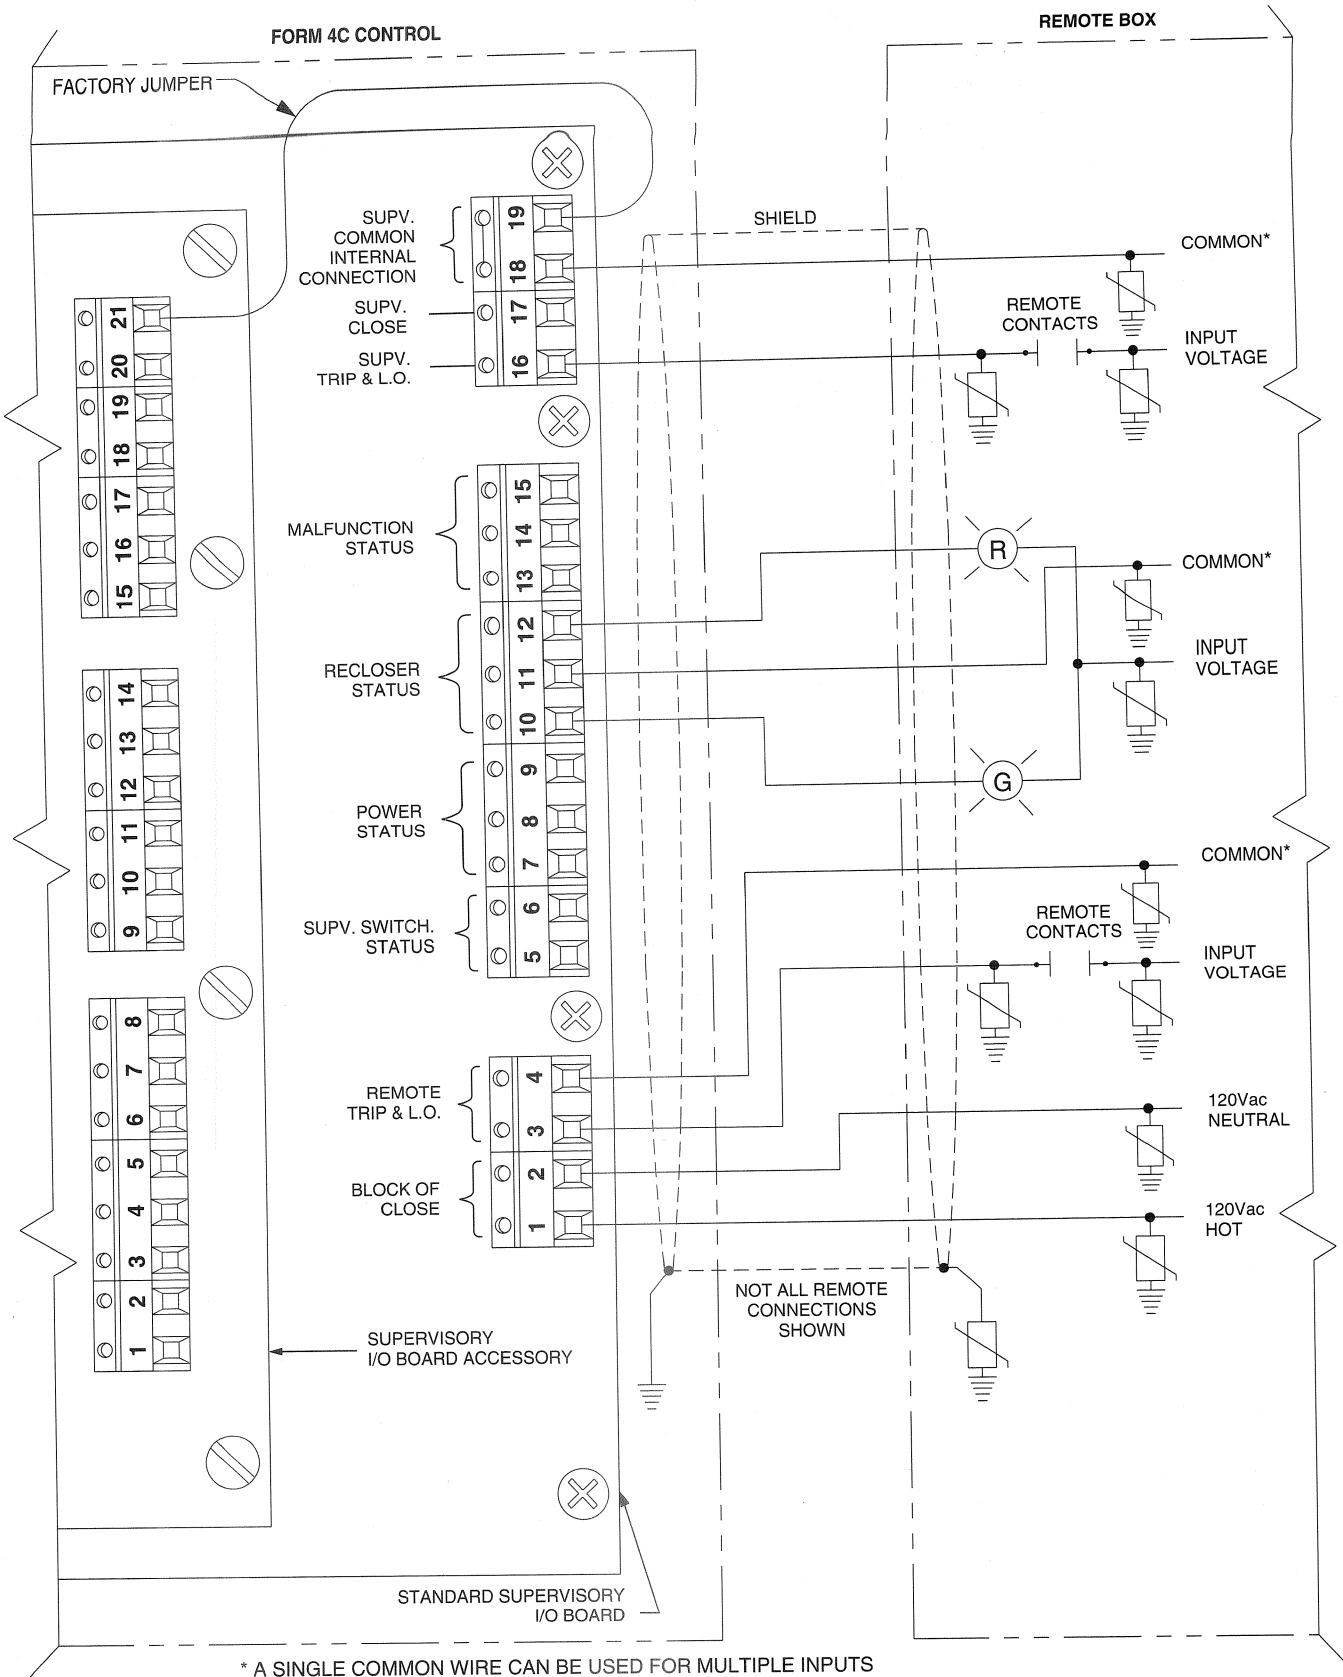 FORM 4C CONTROL
REMOTE BOX
FACTORY JUMPER
SHIELD
SUPV.
COMMON
INTERNAL
CONNECTION
SUPV.
CLOSE
SUPV.
TRIP & L.O.
19
18
17
16
COMMON*
REMOTE
CONTACTS
INPUT
VOLTAGE
21
20
19
18
17
16
15
MALFUNCTION
STATUS
RECLOSER
STATUS
POWER
STATUS
SUPV. SWITCH.
STATUS
15
14
13
12
11
10
9
8
7
6
5
R
G
COMMON*
INPUT
VOLTAGE
14
13
12
11
10
9
COMMON*
REMOTE
CONTACTS
INPUT
VOLTAGE
8
7
6
5
4
3
2
1
REMOTE
TRIP & L.O.
BLOCK OF
CLOSE
4
3
2
1
120Vac
NEUTRAL
120Vac
HOT
NOT ALL REMOTE
CONNECTIONS
SHOWN
SUPERVISORY
I/O BOARD ACCESSORY
STANDARD SUPERVISORY
I/O BOARD
* A SINGLE COMMON WIRE CAN BE USED FOR MULTIPLE INPUTS